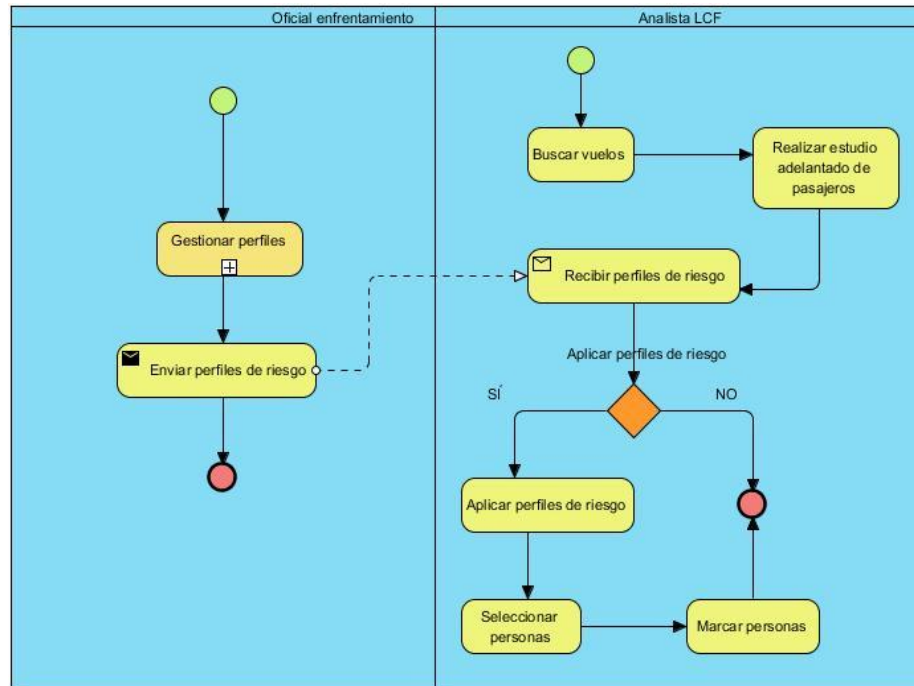 Oficial enfrentamiento
Analista LCF
Buscar vuelos
Realizar estudio
adelantado de
pasajeros
Gestionar perfiles
Recibir perfiles de riesgo
Enviar perfiles de riesgo
Aplicar perfiles de riesgo
SÍ
NO
Aplicar perfiles de riesgo
Seleccionar
personas
Marcar personas